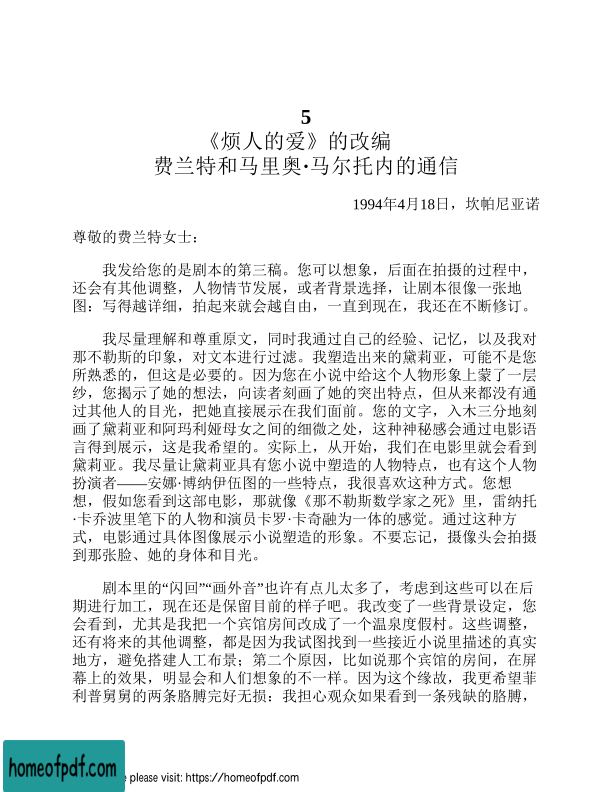 5
《烦人的爱》的改编
费兰特和马里奥·马尔托内的通信
1994年4月18日，坎帕尼亚诺
尊敬的费兰特女士：
我发给您的是剧本的第三稿。您可以想象，后面在拍摄的过程中，
还会有其他调整，人物情节发展，或者背景选择，让剧本很像一张地
图：写得越详细，拍起来就会越自由，一直到现在，我还在不断修订。
我尽量理解和尊重原文，同时我通过自己的经验、记忆，以及我对
那不勒斯的印象，对文本进行过滤。我塑造出来的黛莉亚，可能不是您
所熟悉的，但这是必要的。因为您在小说中给这个人物形象上蒙了一层
纱，您揭示了她的想法，向读者刻画了她的突出特点，但从来都没有通
过其他人的目光，把她直接展示在我们面前。您的文字，入木三分地刻
画了黛莉亚和阿玛利娅母女之间的细微之处，这种神秘感会通过电影语
言得到展示，这是我希望的。实际上，从开始，我们在电影里就会看到
黛莉亚。我尽量让黛莉亚具有您小说中塑造的人物特点，也有这个人物
扮演者——安娜·博纳伊伍图的一些特点，我很喜欢这种方式。您想
想，假如您看到这部电影，那就像《那不勒斯数学家之死》里，雷纳托
·卡乔波里笔下的人物和演员卡罗·卡奇融为一体的感觉。通过这种方
式，电影通过具体图像展示小说塑造的形象。不要忘记，摄像头会拍摄
到那张脸、她的身体和目光。
剧本里的“闪回”“画外音”也许有点儿太多了，考虑到这些可以在后
期进行加工，现在还是保留目前的样子吧。我改变了一些背景设定，您
会看到，尤其是我把一个宾馆房间改成了一个温泉度假村。这些调整，
还有将来的其他调整，都是因为我试图找到一些接近小说里描述的真实
地方，避免搭建人工布景；第二个原因，比如说那个宾馆的房间，在屏
幕上的效果，明显会和人们想象的不一样。因为这个缘故，我更希望菲
利普舅舅的两条胳膊完好无损：我担心观众如果看到一条残缺的胳膊，
homeofpdf.com
e please visit: https://homeofpdf.com